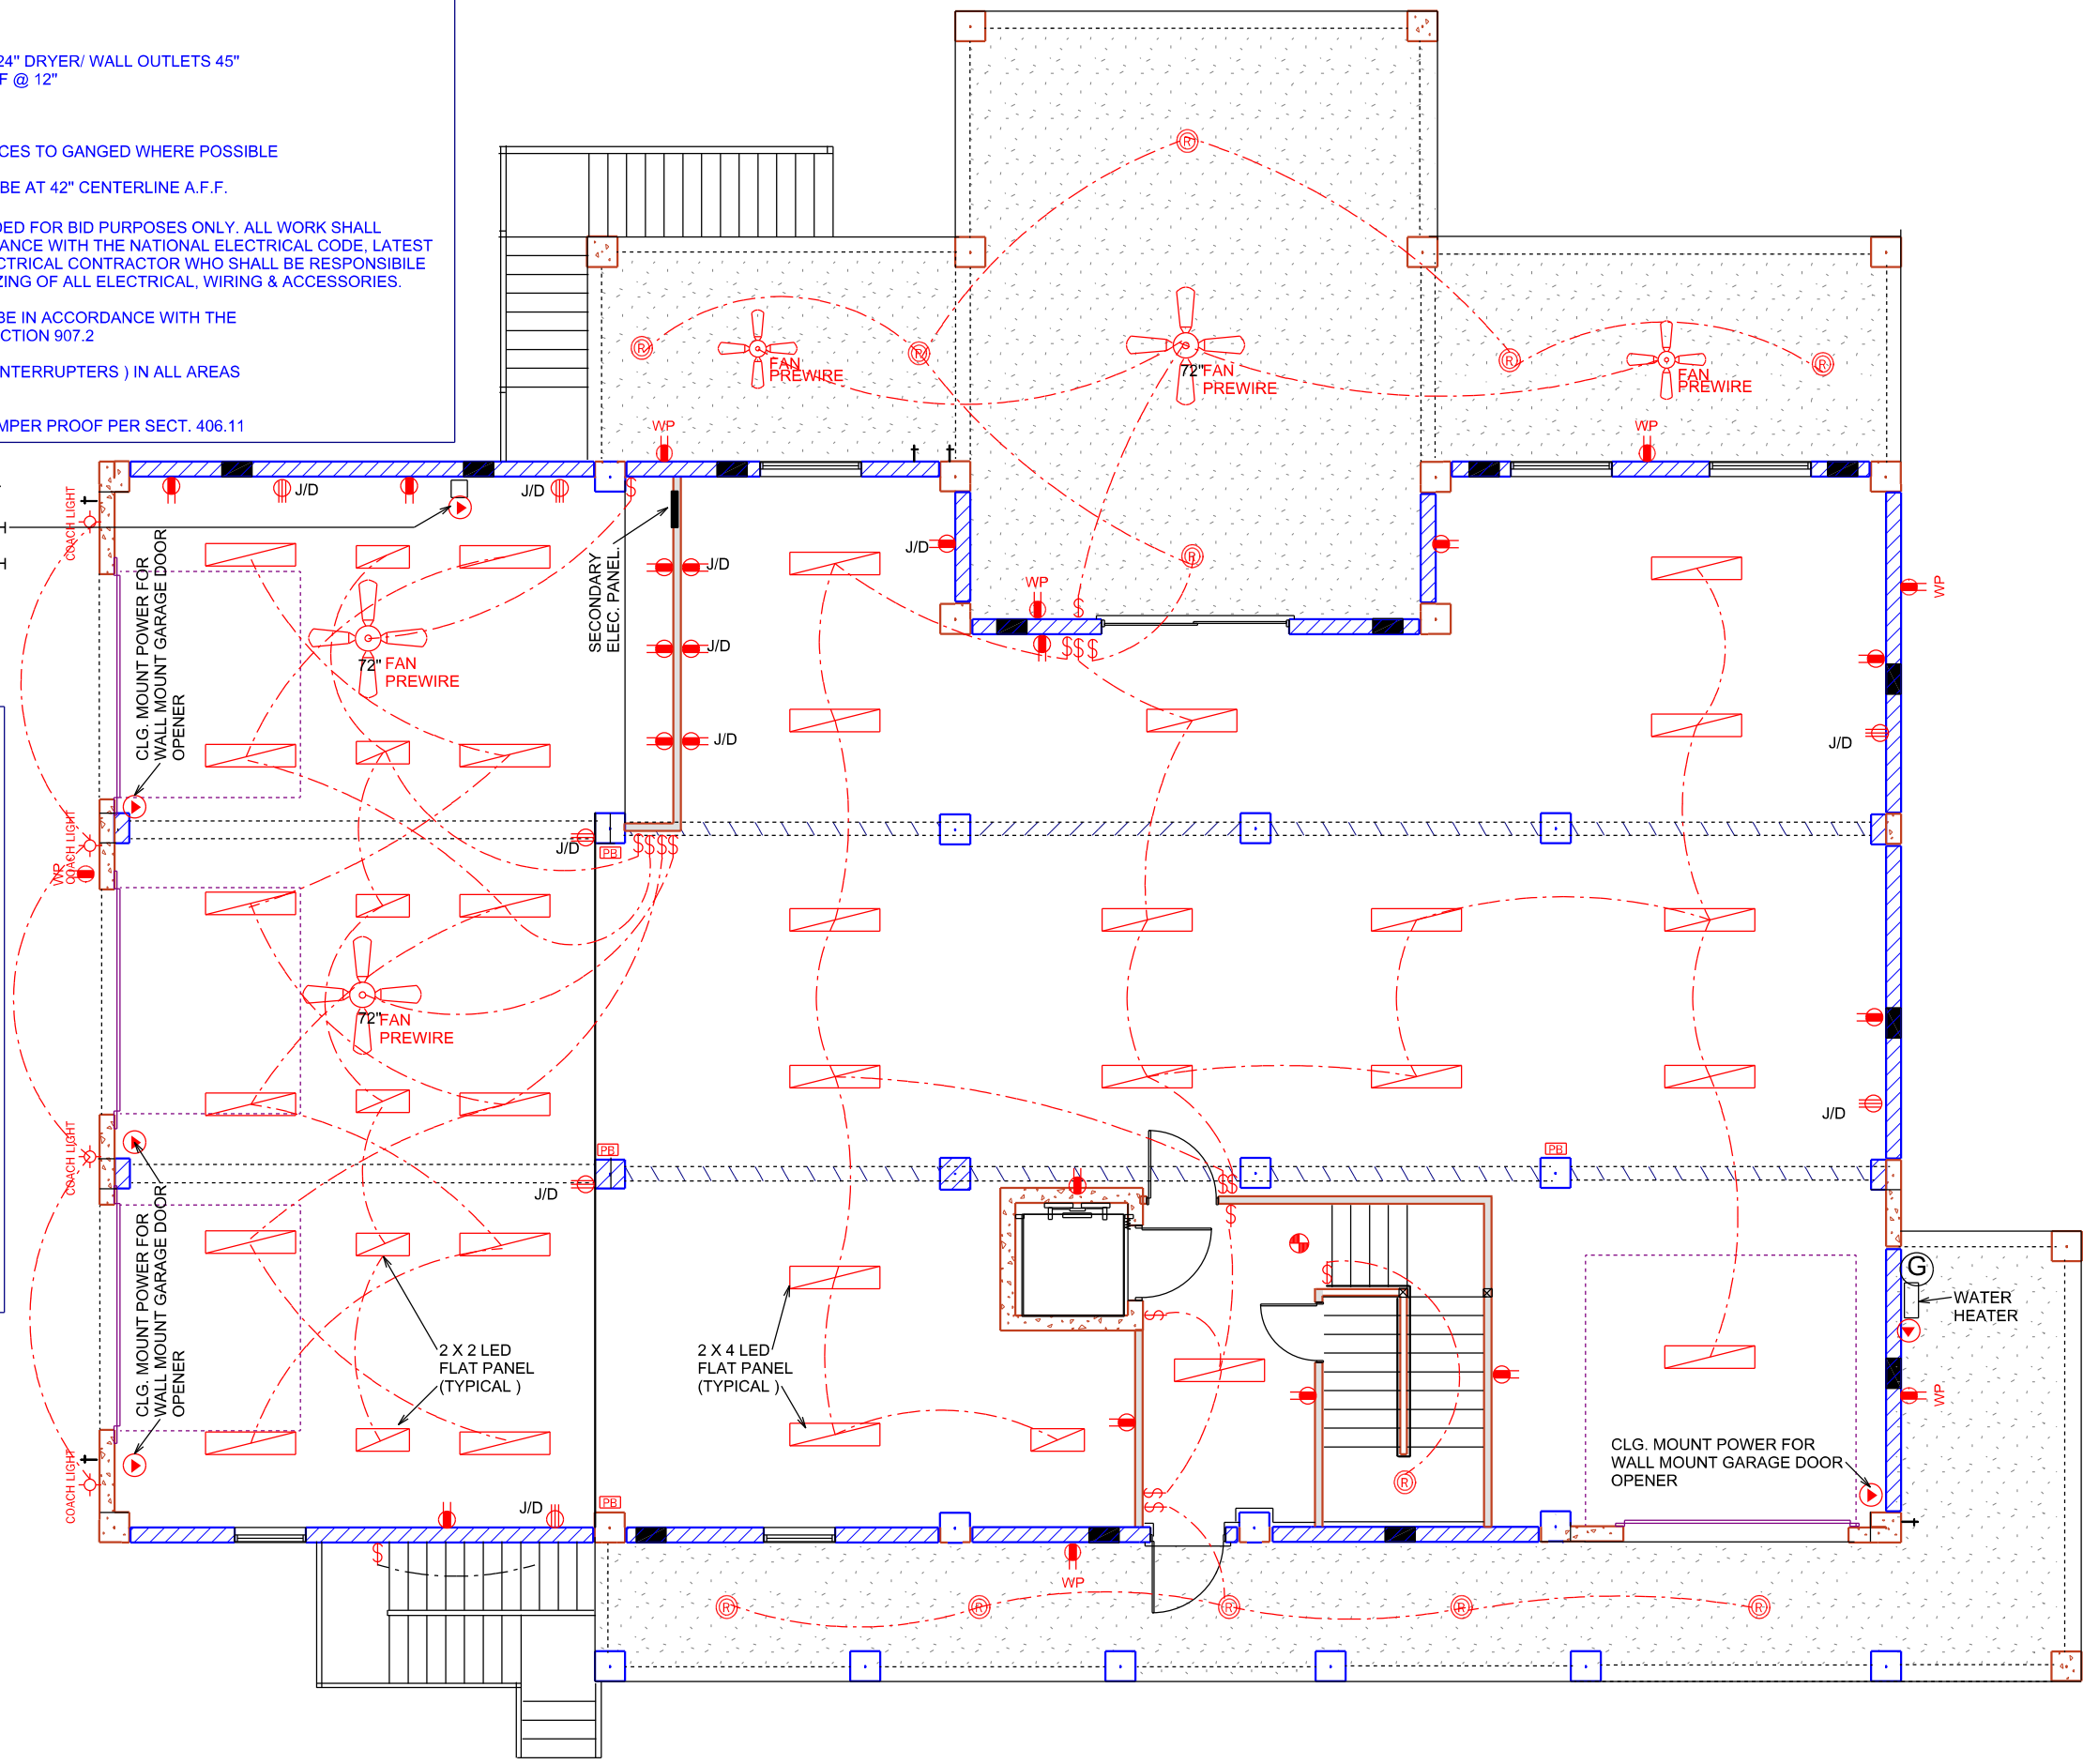 24" DRYER/ WALL OUTLETS 45"
F @ 12"
CES TO GANGED WHERE POSSIBLE
BE AT 42" CENTERLINE A.F.F.
DED FOR BID PURPOSES ONLY. ALL WORK SHALL
ANCE WITH THE NATIONAL ELECTRICAL CODE, LATEST
CTRICAL CONTRACTOR WHO SHALL BE RESPONSIBILE
ZING OF ALL ELECTRICAL, WIRING & ACCESSORIES.
BE IN ACCORDANCE WITH THE
CTION 907.2
NTERRUPTERS ) IN ALL AREAS
MPER PROOF PER SECT. 406.11
R
R
R
R
R
FAN
PREWIRE
72" FAN
PREWIRE
FAN
PREWIRE
WP
WP
COACH LIGHT
J/D
J/D
$
H
H
R
J/D
SECONDARY
ELEC. PANEL.
J/D
J/D
J/D
WP
$
$$$
WP
CLG. MOUNT POWER FOR
WALL MOUNT GARAGE DOOR
OPENER
72" FAN
PREWIRE
J/D
COACH LIGHT
WP
J/D
PB
$$$$
72" FAN
PREWIRE
J/D
COACH LIGHT
PB
J/D
PB
$$
$
$
G
WATER
HEATER
CLG. MOUNT POWER FOR
WALL MOUNT GARAGE DOOR
OPENER
2 X 2 LED
FLAT PANEL
(TYPICAL )
2 X 4 LED
FLAT PANEL
(TYPICAL )
$
WP
CLG. MOUNT POWER FOR
WALL MOUNT GARAGE DOOR
OPENER
COACH LIGHT
R
J/D
PB
$
$
$
WP
R
R
R
R
R